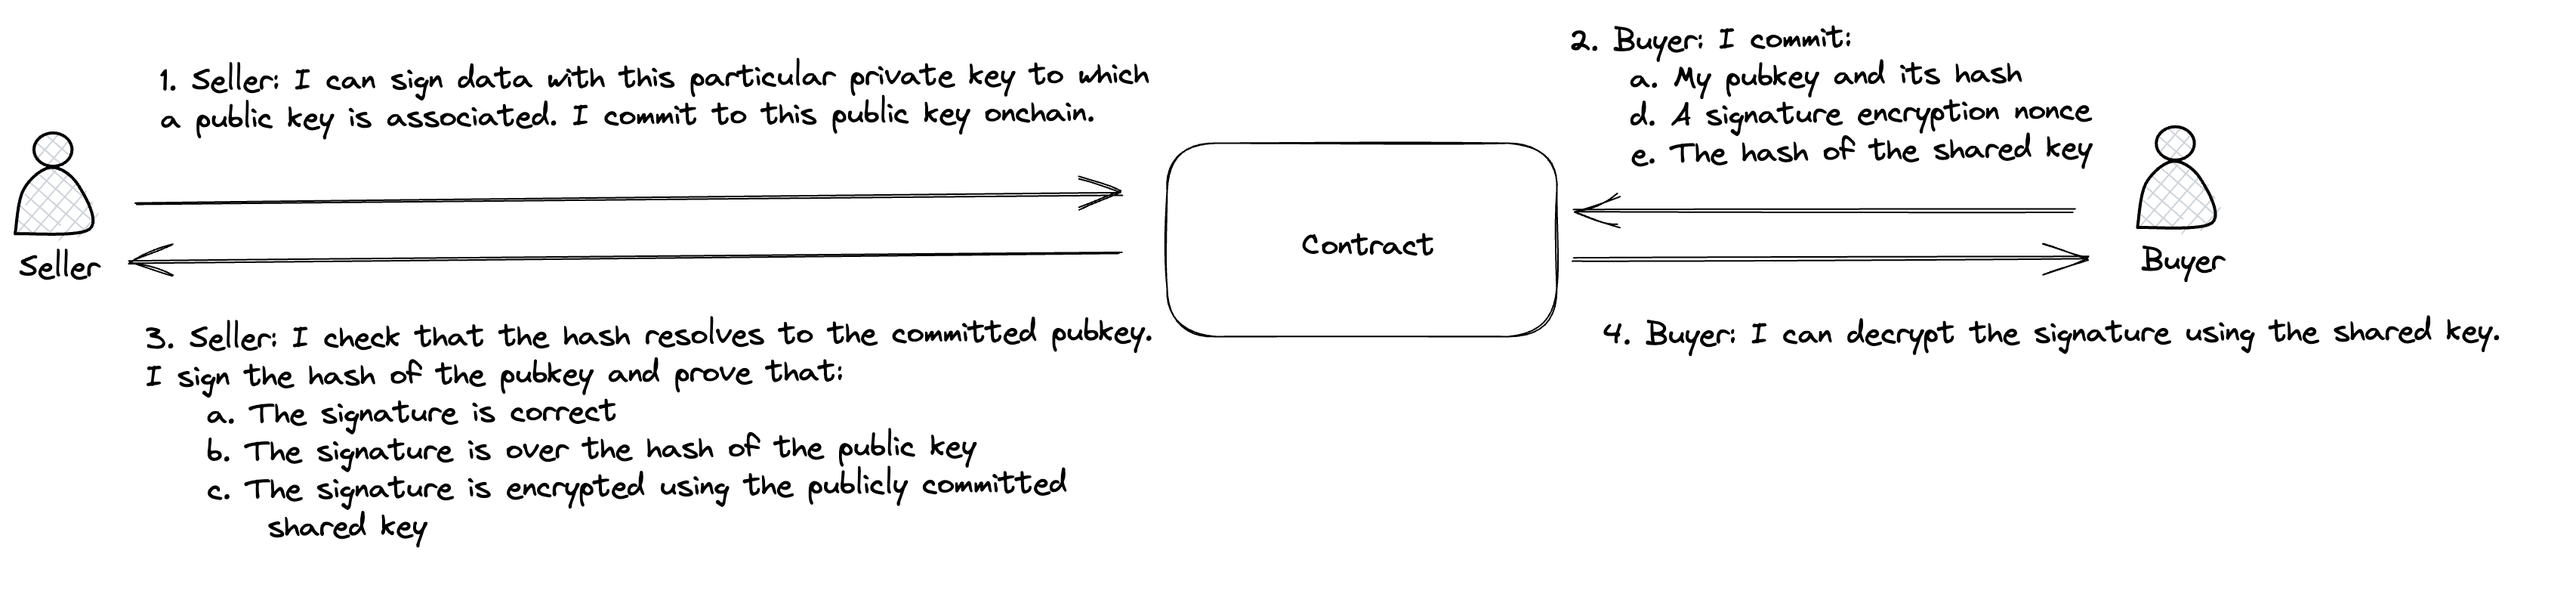 1. Seller: I can sign data with this particular private key to which
a public key is associated. I commit to this public key onchain.
2. Buyer: I commit:
a. My pubkey and its hash
d. A signature encryption nonce
e. The hash of the shared key
Seller
Contract
Buyer
3. Seller: I check that the hash resolves to the committed pubkey.
I sign the hash of the pubkey and prove that:
a. The signature is correct
b. The signature is over the hash of the public key
c. The signature is encrypted using the publicly committed
shared key
4. Buyer: I can decrypt the signature using the shared key.